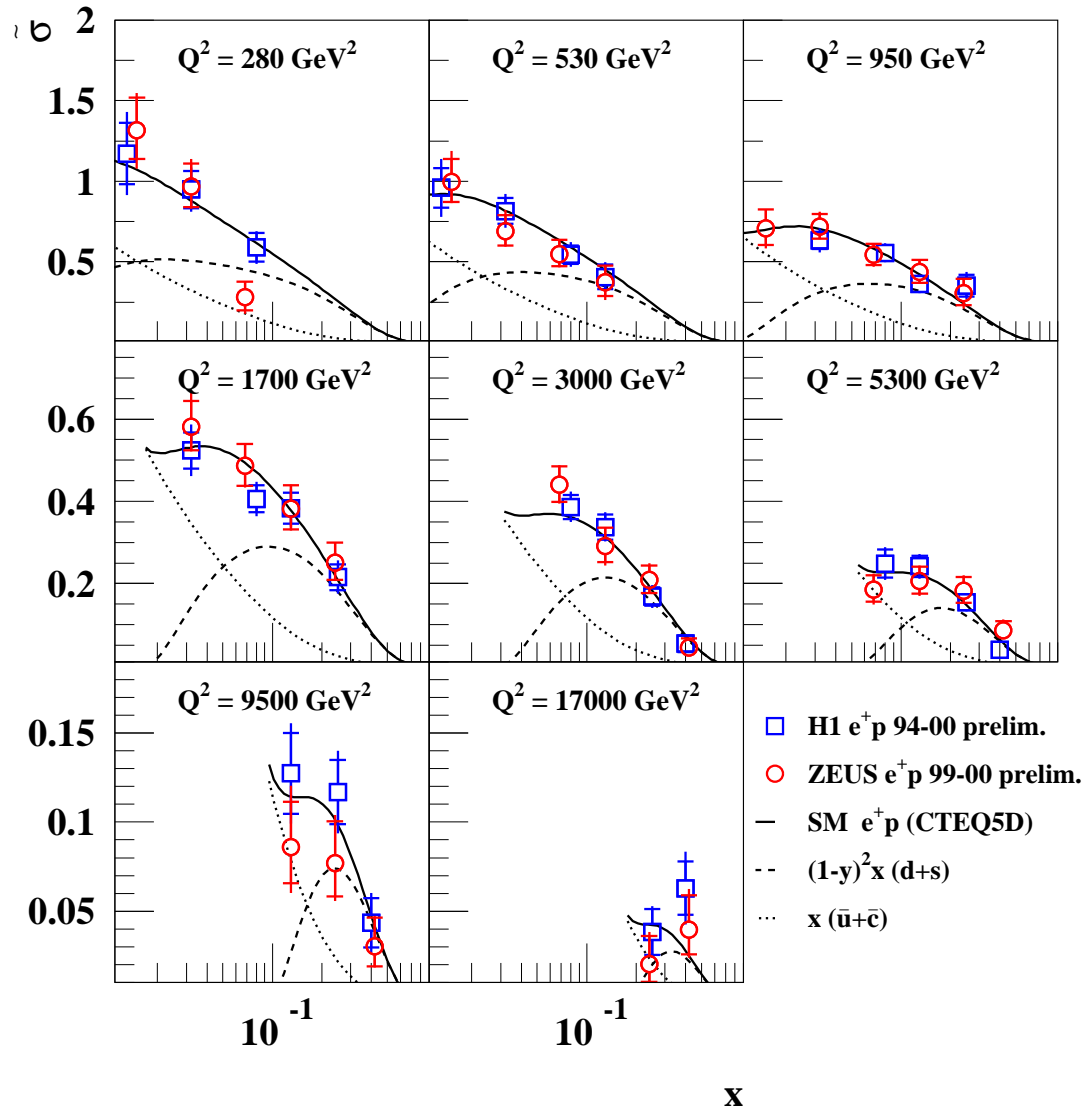 σ̃
Q² = 280 GeV² Q² = 530 GeV² Q² = 950 GeV²
2
1.5
1
0.5
Q² = 1700 GeV² Q² = 3000 GeV² Q² = 5300 GeV²
0.6
0.4
0.2
Q² = 9500 GeV² Q² = 17000 GeV²
0.15
0.1
0.05
H1 e⁺p 94-00 prelim.
ZEUS e⁺p 99-00 prelim.
SM e⁺p (CTEQ5D)
(1-y)²x (d+s)
x (ū+c̄)
10⁻¹ 10⁻¹
x